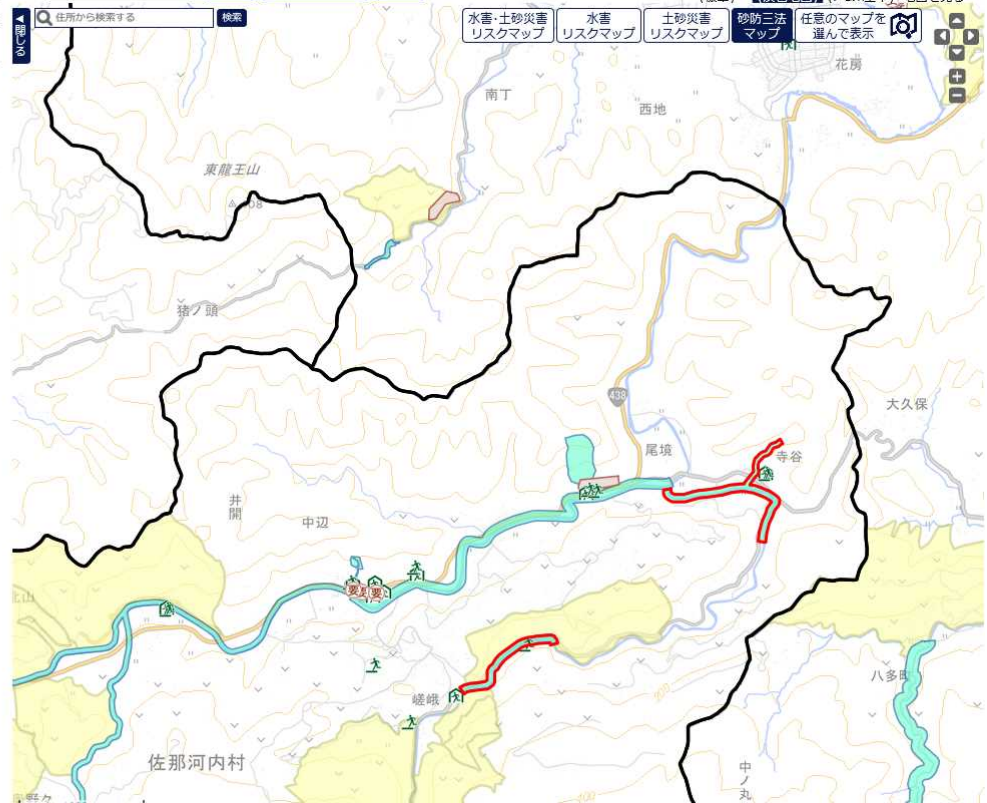 ◀閉じる
住所から検索する
検索
水害・土砂災害
リスクマップ
水害
リスクマップ
土砂災害
リスクマップ
砂防三法
マップ
任意のマップを
選んで表示
花房
南丁
西地
東龍王山
猪ノ頭
438
大久保
尾境
寺谷
井開
中辺
要
要
八多町
嵯峨
佐那河内村
中ノ丸